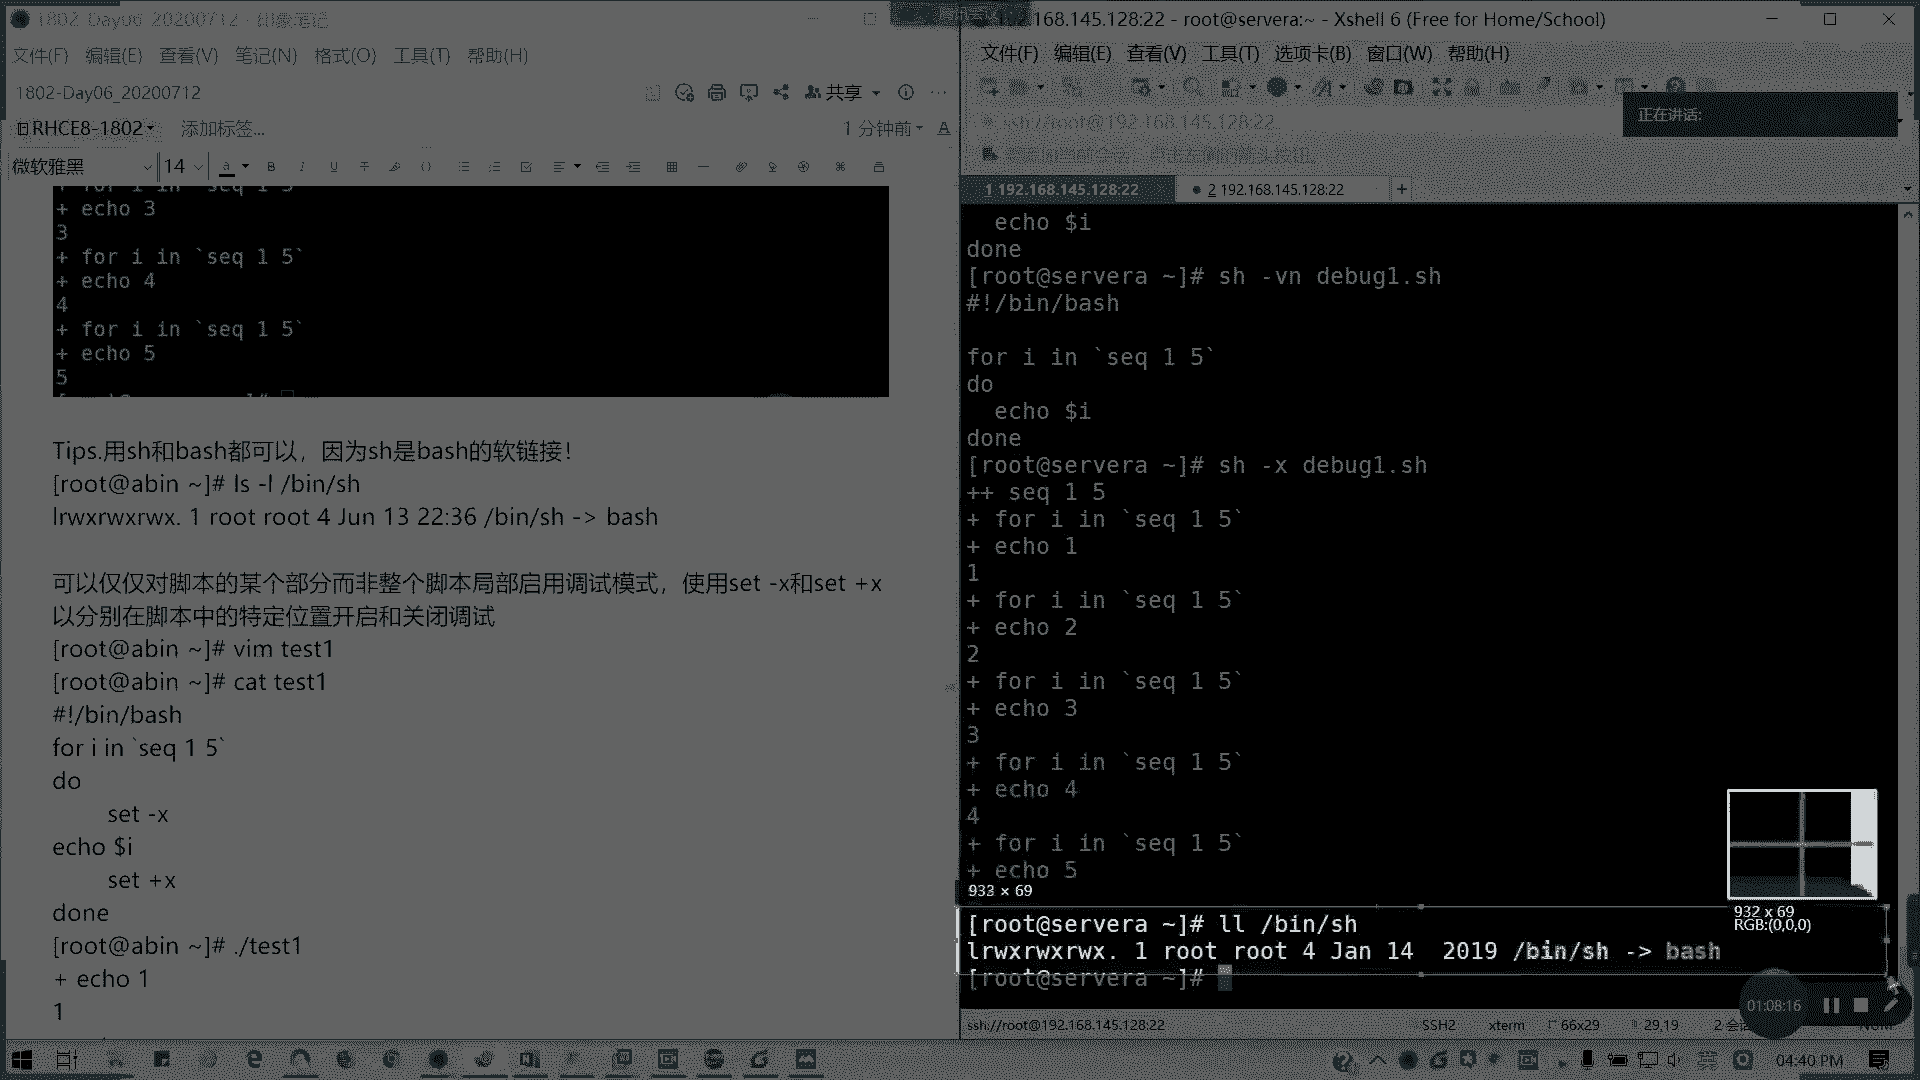 1802-Day06_20200712 - 印象笔记
文件(F) 编辑(E) 查看(V) 笔记(N) 格式(O) 工具(T) 帮助(H)
1802-Day06_20200712
共享
RHCE8-1802 添加标签...
1 分钟前
微软雅黑 14
+ for i in `seq 1 5`
+ echo 3
3
+ for i in `seq 1 5`
+ echo 4
4
+ for i in `seq 1 5`
+ echo 5
5
Tips.用sh和bash都可以，因为sh是bash的软链接！
[root@abin ~]# ls -l /bin/sh
lrwxrwxrwx. 1 root root 4 Jun 13 22:36 /bin/sh -> bash
可以仅仅对脚本的某个部分而非整个脚本局部启用调试模式，使用set -x和set +x
以分别在脚本中的特定位置开启和关闭调试
[root@abin ~]# vim test1
[root@abin ~]# cat test1
#!/bin/bash
for i in `seq 1 5`
do
set -x
echo $i
set +x
done
[root@abin ~]# ./test1
+ echo 1
1
168.145.128:22 - root@servera:~ - Xshell 6 (Free for Home/School)
文件(F) 编辑(E) 查看(V) 工具(T) 选项卡(B) 窗口(W) 帮助(H)
ssh://root@192.168.145.128:22
正在讲话:
1 192.168.145.128:22
2 192.168.145.128:22
echo $i
done
[root@servera ~]# sh -vn debug1.sh
#!/bin/bash
for i in `seq 1 5`
do
echo $i
done
[root@servera ~]# sh -x debug1.sh
++ seq 1 5
+ for i in `seq 1 5`
+ echo 1
1
+ for i in `seq 1 5`
+ echo 2
2
+ for i in `seq 1 5`
+ echo 3
3
+ for i in `seq 1 5`
+ echo 4
4
+ for i in `seq 1 5`
+ echo 5
933 × 69
[root@servera ~]# ll /bin/sh
lrwxrwxrwx. 1 root root 4 Jan 14  2019 /bin/sh -> bash
[root@servera ~]#
932 x 69
RGB:(0,0,0)
01:08:16
ssh://root@192.168.145.128:22 SSH2 xterm 66x29 29,19
04:40 PM